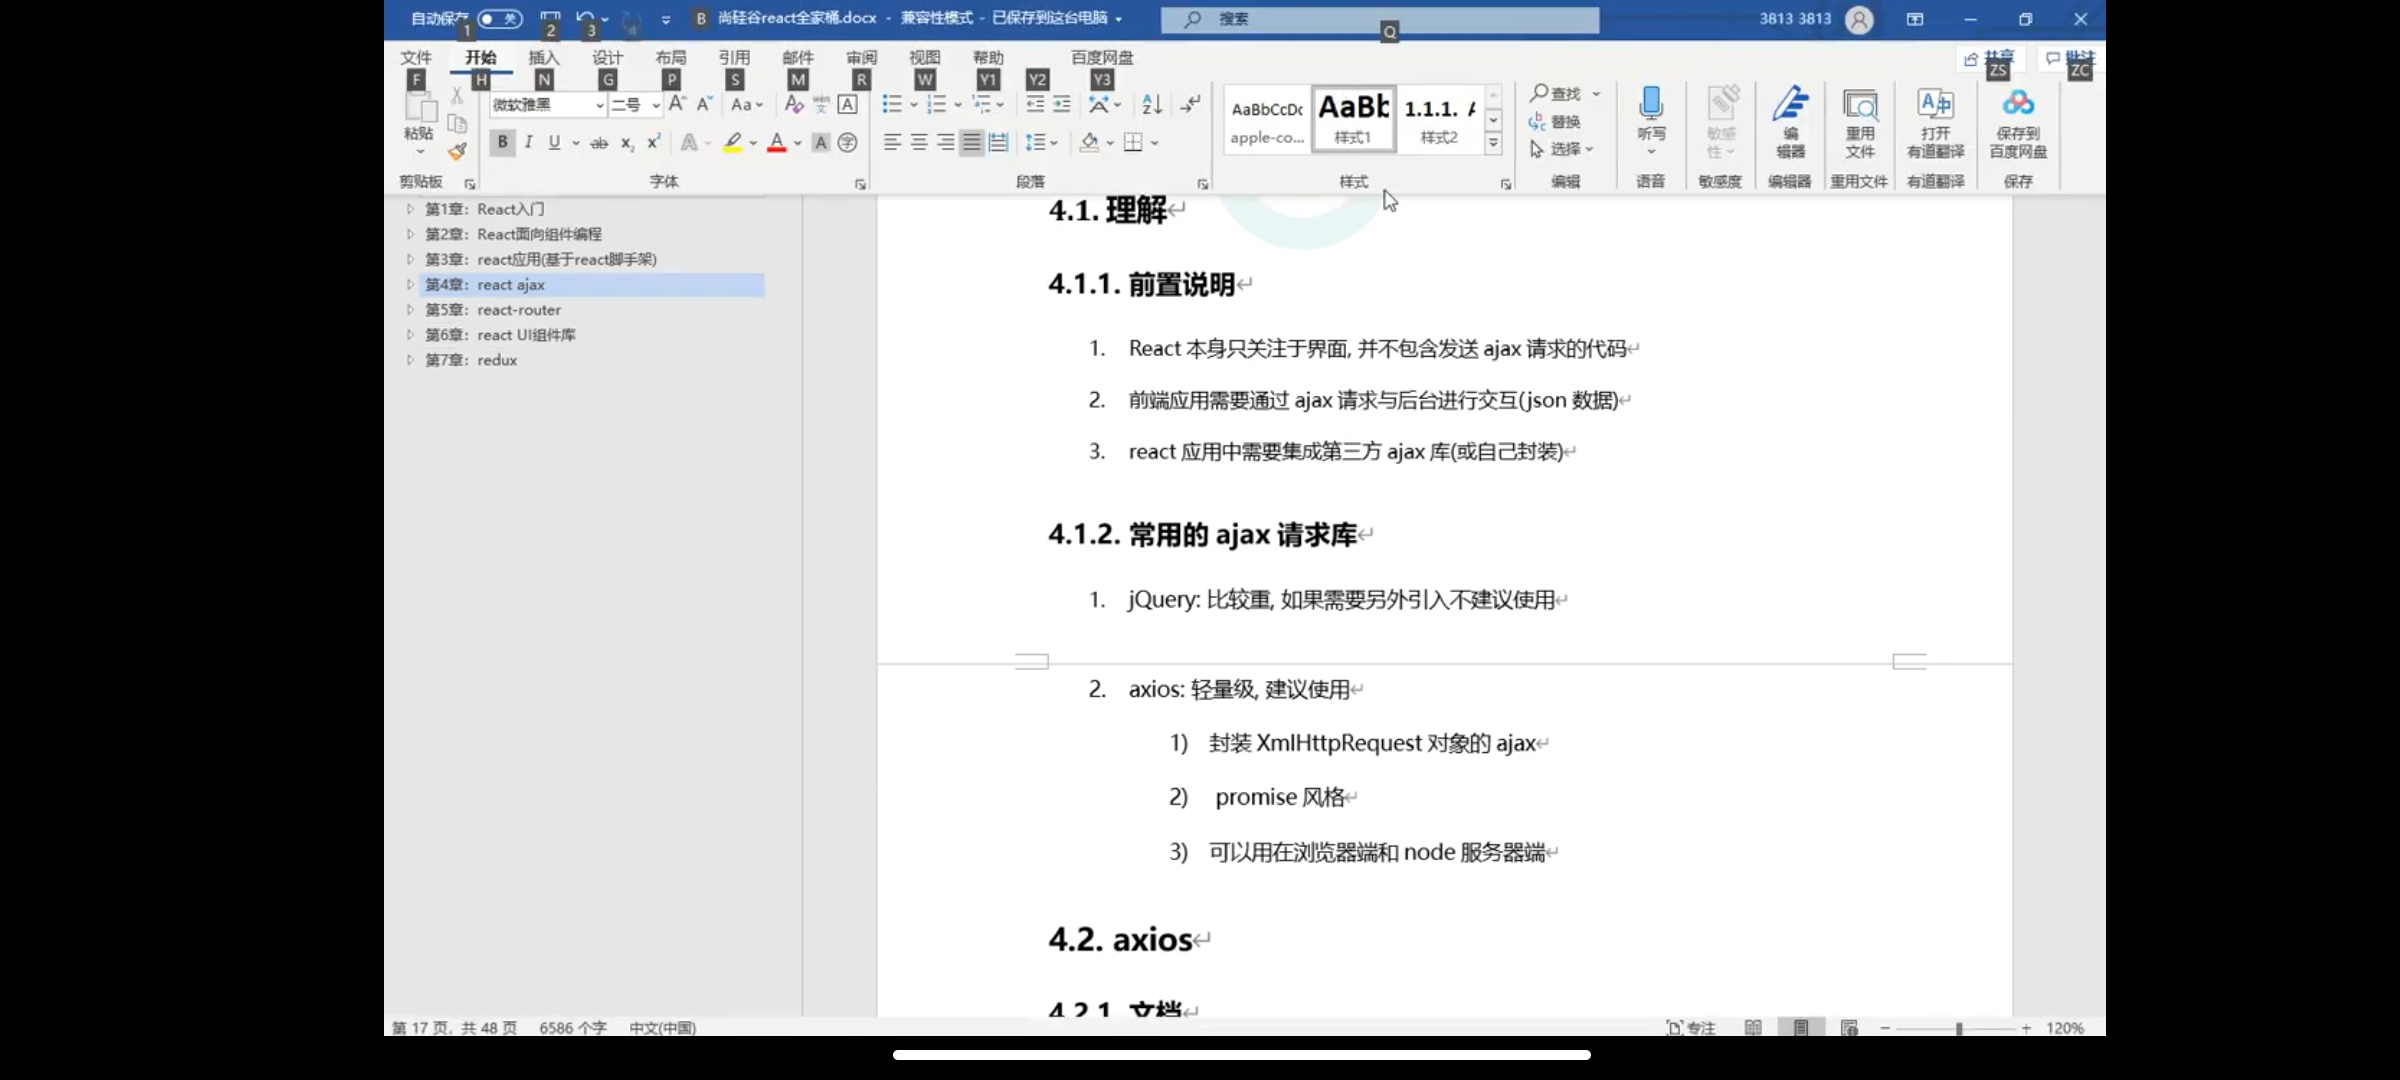 自动保存 关 B 尚硅谷react全家桶.docx - 兼容性模式 - 已保存到这台电脑 搜索 3813 3813
1 2 3 4 Q
文件 开始 插入 设计 布局 引用 邮件 审阅 视图 帮助 百度网盘 共享 批注
F H N G P S M R W Y1 Y2 Y3 ZS ZC
微软雅黑 二号 A A Aa A 文 A
粘贴
B I U ab x2 x2 A A A 字
AaBbCcDc AaBb 1.1.1. A
apple-co... 样式1 样式2
查找
替换
选择
听写
敏感性
编辑器
重用文件
打开
有道翻译
保存到
百度网盘
剪贴板 字体 段落 样式 编辑 语音 敏感度 编辑器 重用文件 有道翻译 保存
第1章：React入门
第2章：React面向组件编程
第3章：react应用(基于react脚手架)
第4章：react ajax
第5章：react-router
第6章：react UI组件库
第7章：redux
4.1. 理解
4.1.1. 前置说明
1. React 本身只关注于界面, 并不包含发送 ajax 请求的代码
2. 前端应用需要通过 ajax 请求与后台进行交互(json 数据)
3. react 应用中需要集成第三方 ajax 库(或自己封装)
4.1.2. 常用的 ajax 请求库
1. jQuery: 比较重, 如果需要另外引入不建议使用
2. axios: 轻量级, 建议使用
1) 封装 XmlHttpRequest 对象的 ajax
2) promise 风格
3) 可以用在浏览器端和 node 服务器端
4.2. axios
4.2.1. 文档
第 17 页, 共 48 页 6586 个字 中文(中国) 专注 120%